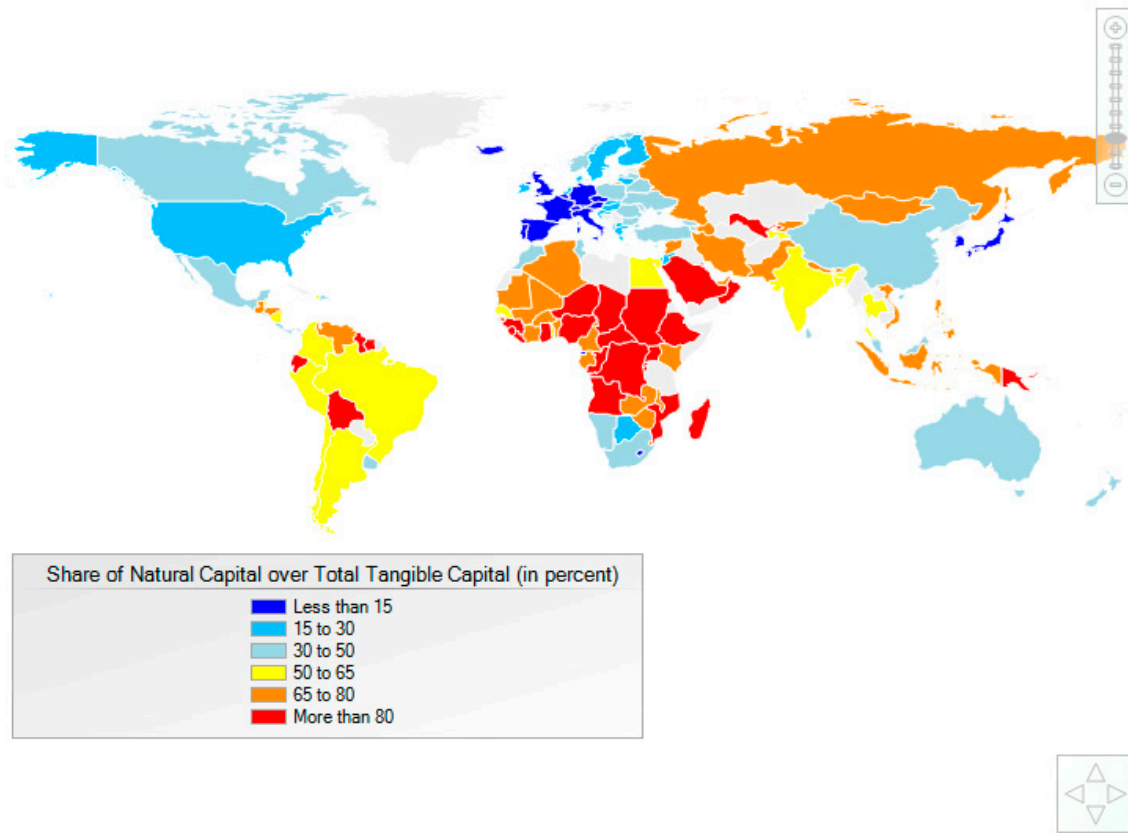 Share of Natural Capital over Total Tangible Capital (in percent)
Less than 15
15 to 30
30 to 50
50 to 65
65 to 80
More than 80